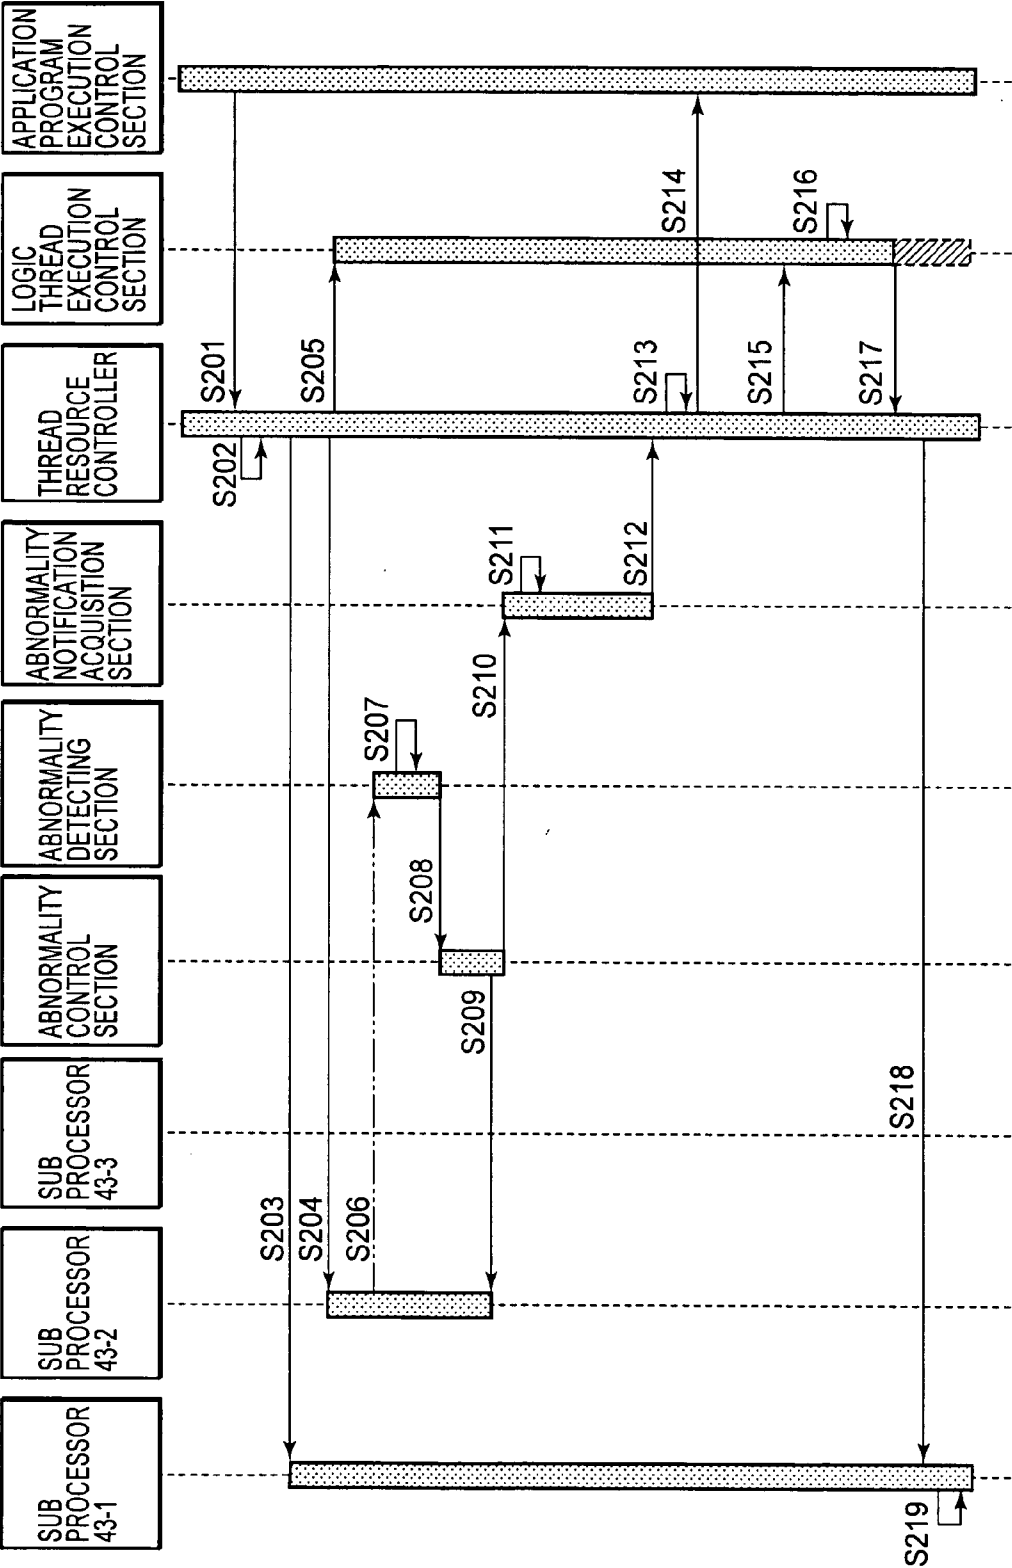 SUB
PROCESSOR
43-1
SUB
PROCESSOR
43-2
SUB
PROCESSOR
43-3
ABNORMALITY
CONTROL
SECTION
ABNORMALITY
DETECTING
SECTION
ABNORMALITY
NOTIFICATION
ACQUISITION
SECTION
THREAD
RESOURCE
CONTROLLER
LOGIC
THREAD
EXECUTION
CONTROL
SECTION
APPLICATION
PROGRAM
EXECUTION
CONTROL
SECTION
S201
S202
S203
S204
S205
S206
S207
S208
S209
S210
S211
S212
S213
S214
S215
S216
S217
S218
S219